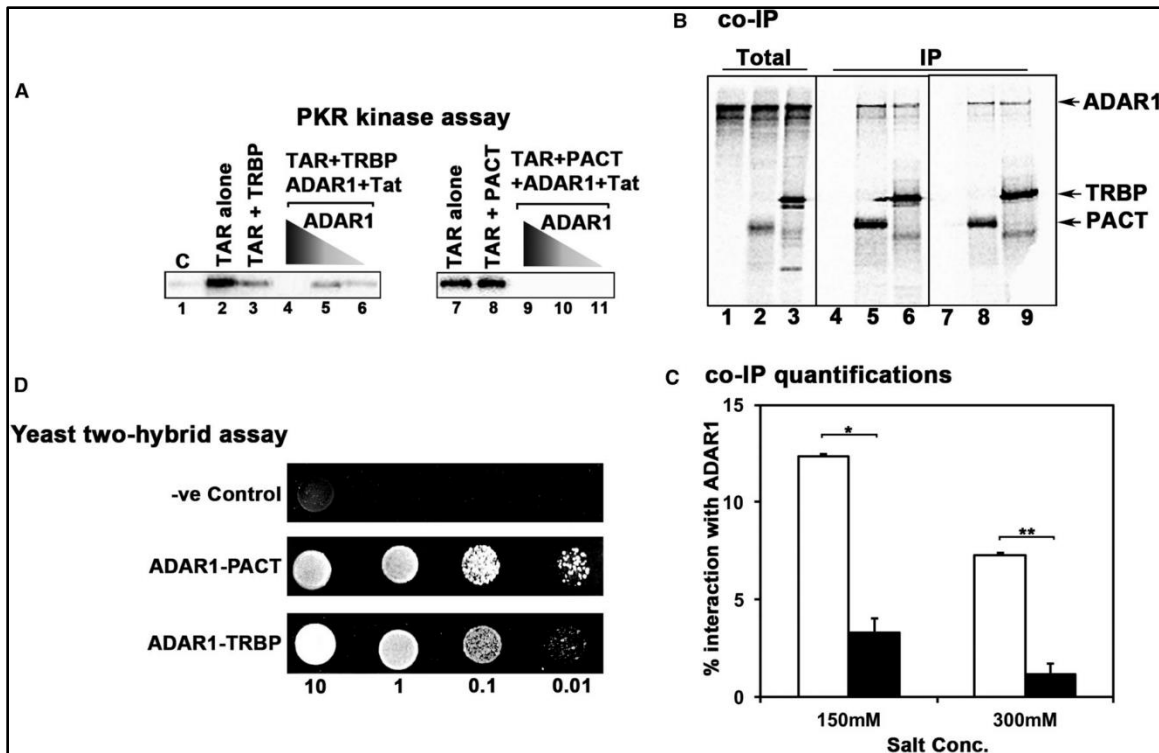 A
PKR kinase assay
TAR alone
TAR + TRBP
TAR+TRBP
ADAR1+Tat
ADAR1
C
1 2 3 4 5 6
TAR alone
TAR + PACT
TAR+PACT
+ADAR1+Tat
ADAR1
7 8 9 10 11
B co-IP
Total IP
ADAR1
TRBP
PACT
1 2 3 4 5 6 7 8 9
C co-IP quantifications
% interaction with ADAR1
15
10
5
0
*
**
150mM 300mM
Salt Conc.
D
Yeast two-hybrid assay
-ve Control
ADAR1-PACT
ADAR1-TRBP
10 1 0.1 0.01